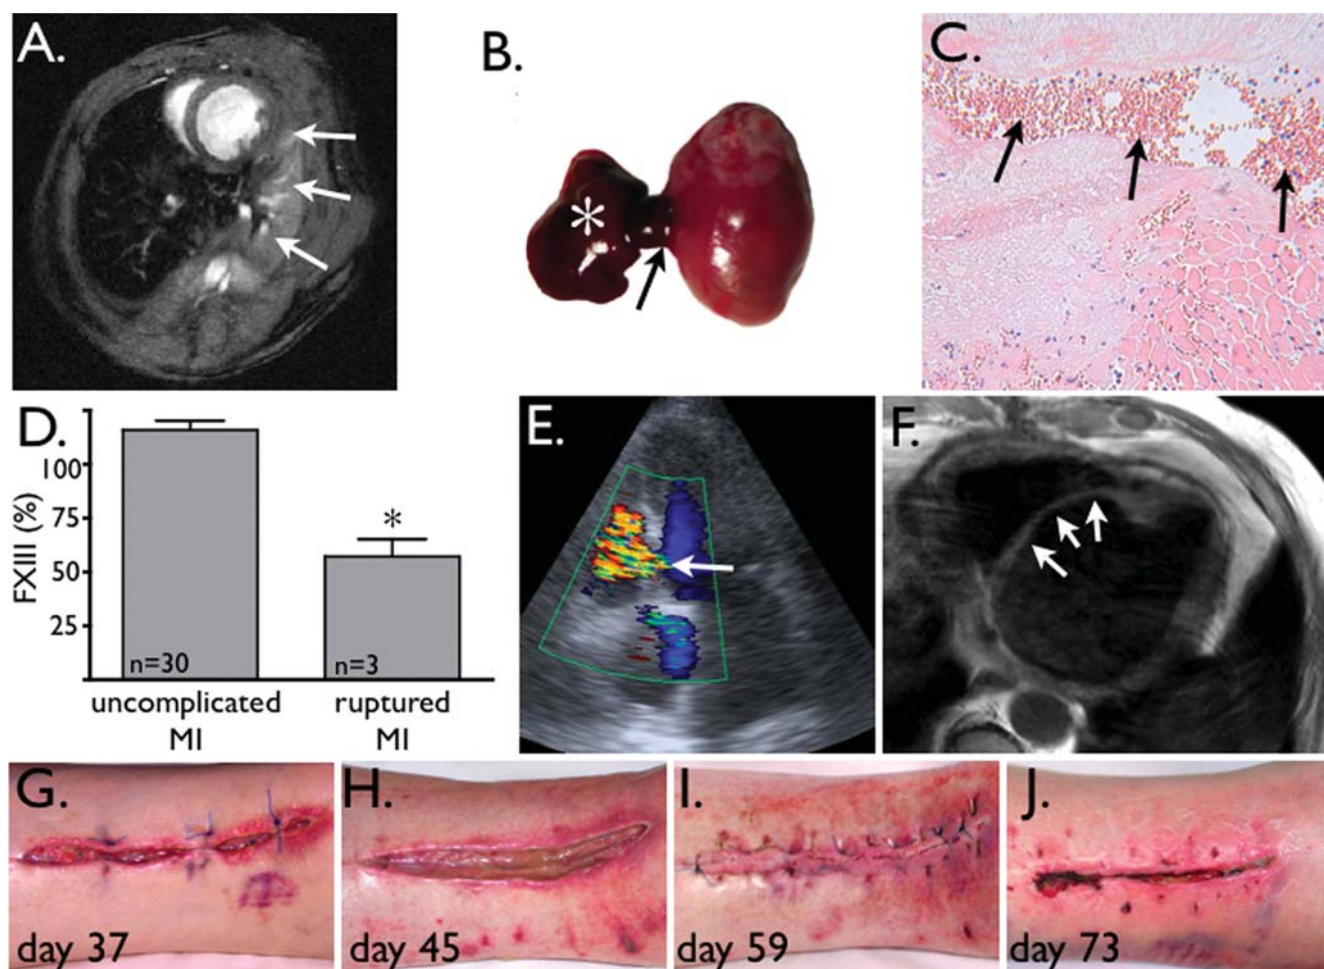 A.
B.
*
C.
D.
FXIII (%)
100
75
50
25
*
n=30
n=3
uncomplicated
MI
ruptured
MI
E.
F.
G.
day 37
H.
day 45
I.
day 59
J.
day 73